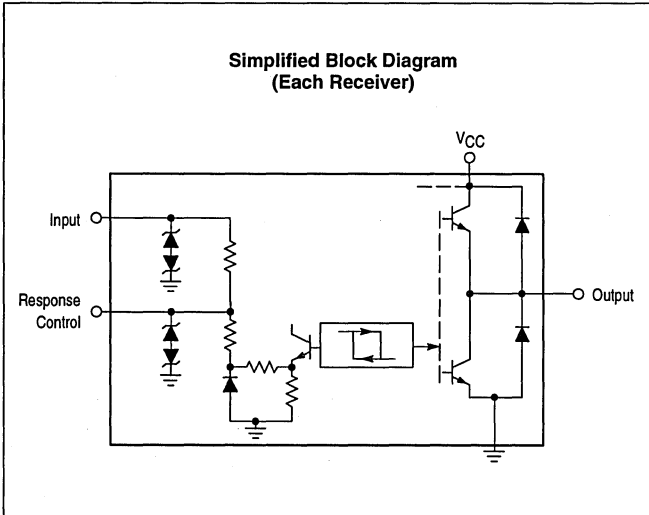 Simplified Block Diagram
(Each Receiver)
VCC
Input
Response
Control
Output